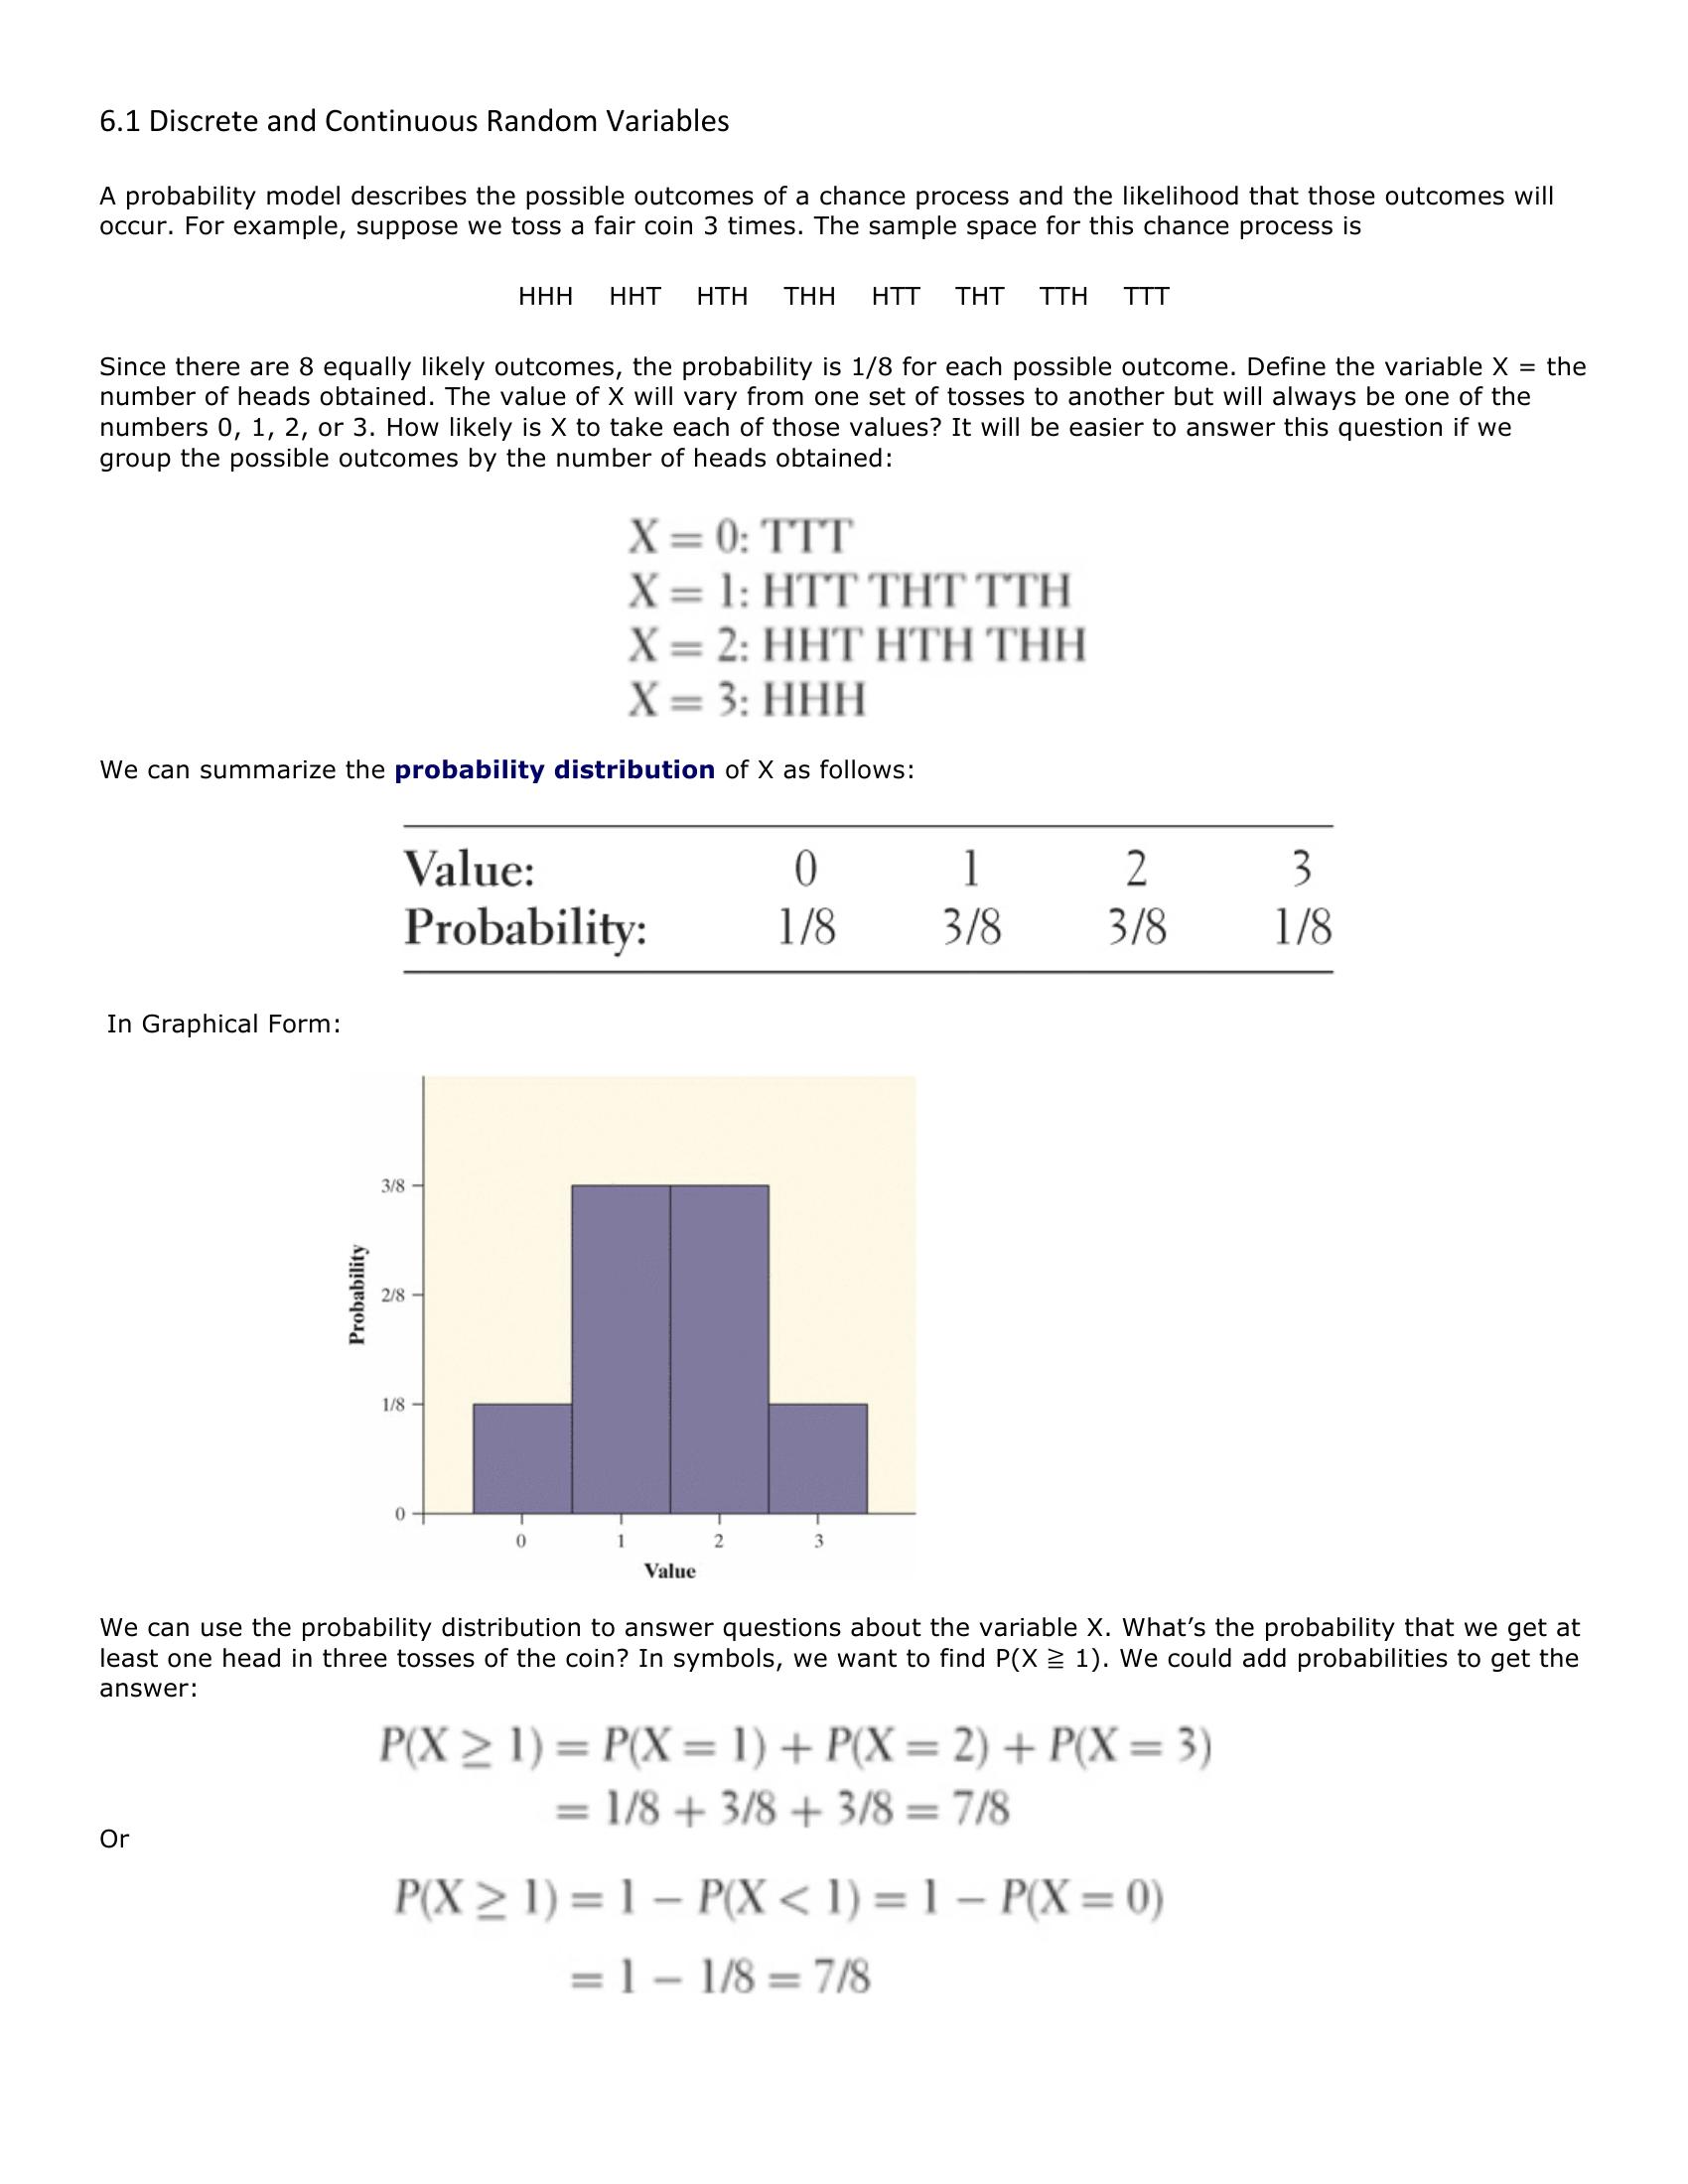 6.1 Discrete and Continuous Random Variables
A probability model describes the possible outcomes of a chance process and the likelihood that those outcomes will
occur. For example, suppose we toss a fair coin 3 times. The sample space for this chance process is
HHH HHT HTH THH HTT THT TTH TTT
Since there are 8 equally likely outcomes, the probability is 1/8 for each possible outcome. Define the variable X = the
number of heads obtained. The value of X will vary from one set of tosses to another but will always be one of the
numbers 0, 1, 2, or 3. How likely is X to take each of those values? It will be easier to answer this question if we
group the possible outcomes by the number of heads obtained:
X = 0: TTT
X = 1: HTT THT TTH
X = 2: HHT HTH THH
X = 3: HHH
We can summarize the probability distribution of X as follows:
Value: 0 1 2 3
Probability: 1/8 3/8 3/8 1/8
In Graphical Form:
Probability
3/8
2/8
1/8
0
0 1 2 3
Value
We can use the probability distribution to answer questions about the variable X. What’s the probability that we get at
least one head in three tosses of the coin? In symbols, we want to find P(X ≧ 1). We could add probabilities to get the
answer:
P(X ≥ 1) = P(X = 1) + P(X = 2) + P(X = 3)
= 1/8 + 3/8 + 3/8 = 7/8
Or
P(X ≥ 1) = 1 − P(X < 1) = 1 − P(X = 0)
= 1 − 1/8 = 7/8